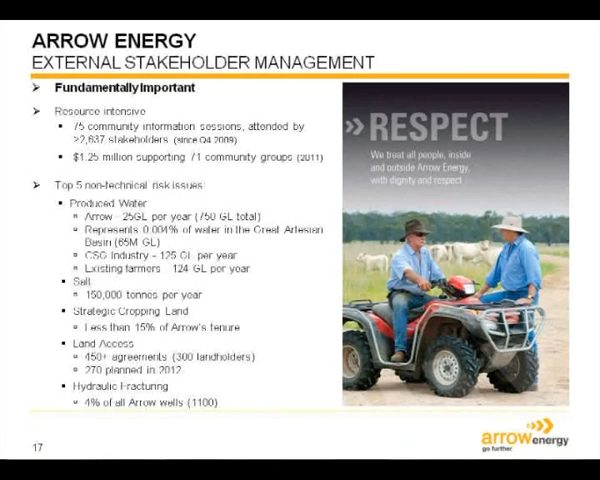 ARROW ENERGY
EXTERNAL STAKEHOLDER MANAGEMENT
➤ Fundamentally Important
➤ Resource intensive
▪ 75 community information sessions, attended by
>2,637 stakeholders (since Q4 2009)
▪ $1.25 million supporting 71 community groups (2011)
➤ Top 5 non-technical risk issues
▪ Produced Water
▫ Arrow – 25GL per year (750 GL total)
▫ Represents 0.004% of water in the Great Artesian
Basin (65M GL)
▫ CSG Industry - 125 GL per year
▫ Existing farmers – 124 GL per year
▪ Salt
▫ 150,000 tonnes per year
▪ Strategic Cropping Land
▫ Less than 15% of Arrow's tenure
▪ Land Access
▫ 450+ agreements (300 landholders)
▫ 270 planned in 2012
▪ Hydraulic Fracturing
▫ 4% of all Arrow wells (1100)
» RESPECT
We treat all people, inside
and outside Arrow Energy,
with dignity and respect
17
arrow energy
go further